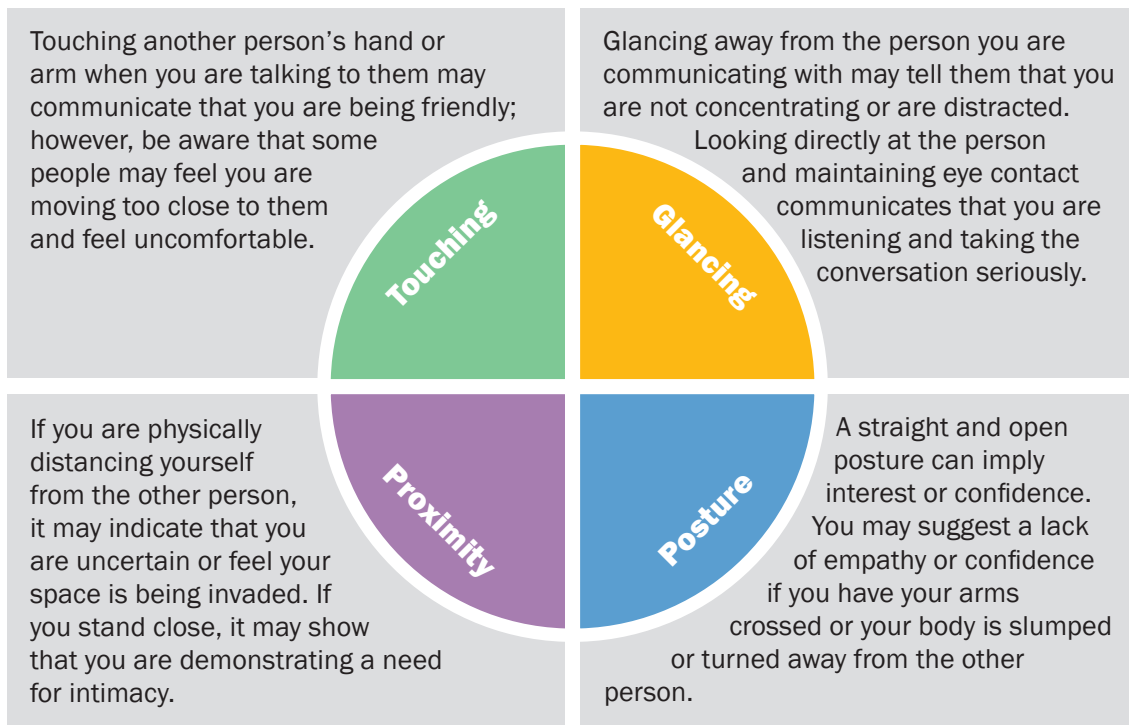 Touching another person’s hand or
arm when you are talking to them may
communicate that you are being friendly;
however, be aware that some
people may feel you are
moving too close to them
and feel uncomfortable.
Touching
Glancing away from the person you are
communicating with may tell them that you
are not concentrating or are distracted.
Looking directly at the person
and maintaining eye contact
communicates that you are
listening and taking the
conversation seriously.
Glancing
If you are physically
distancing yourself
from the other person,
it may indicate that you
are uncertain or feel your
space is being invaded. If
you stand close, it may show
that you are demonstrating a need
for intimacy.
Proximity
A straight and open
posture can imply
interest or confidence.
You may suggest a lack
of empathy or confidence
if you have your arms
crossed or your body is slumped
or turned away from the other
person.
Posture